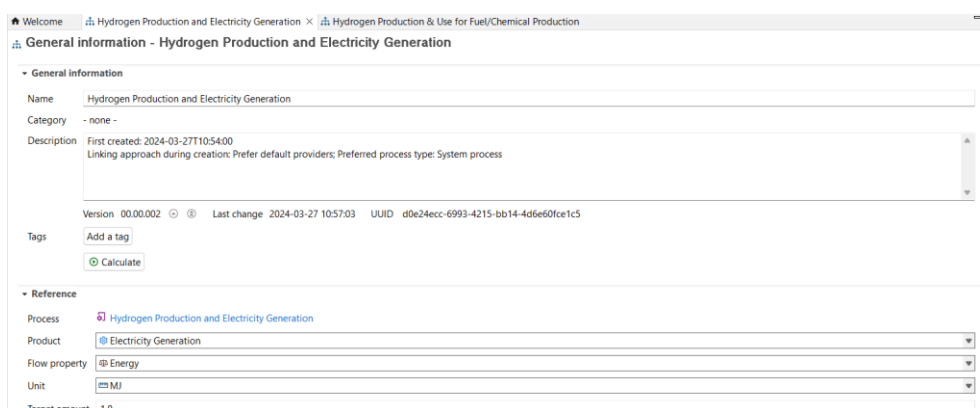 Welcome Hydrogen Production and Electricity Generation Hydrogen Production & Use for Fuel/Chemical Production
General information - Hydrogen Production and Electricity Generation
General information
Name Hydrogen Production and Electricity Generation
Category - none -
Description First created: 2024-03-27T10:54:00
Linking approach during creation: Prefer default providers; Preferred process type: System process
Version 00.00.002 Last change 2024-03-27 10:57:03 UUID d0e24ecc-6993-4215-bb14-4d6e60fce1c5
Tags Add a tag
Calculate
Reference
Process Hydrogen Production and Electricity Generation
Product Electricity Generation
Flow property Energy
Unit MJ
Target amount 1.0